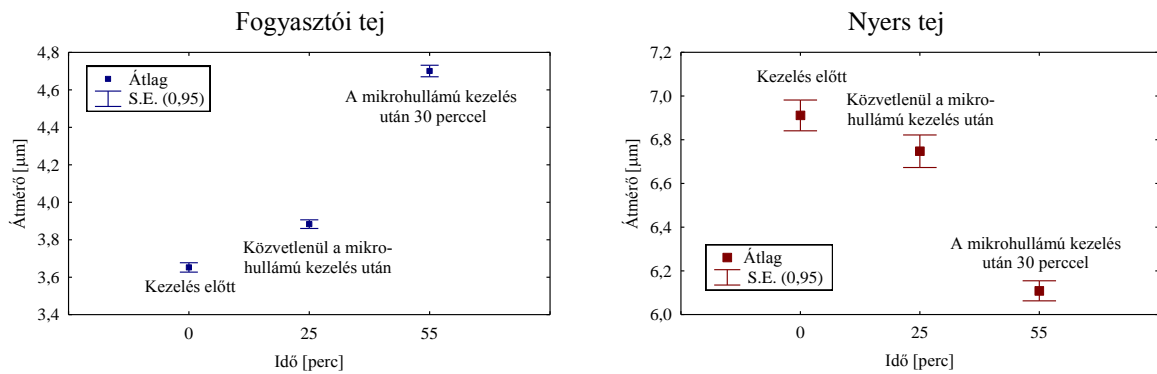 Fogyasztói tej
Átmérő [µm]
4,8
4,6
4,4
4,2
4,0
3,8
3,6
3,4
Átlag
S.E. (0,95)
A mikrohullámú kezelés
után 30 perccel
Közvetlenül a mikro-
hullámú kezelés után
Kezelés előtt
0
25
55
Idő [perc]
Nyers tej
Átmérő [µm]
7,2
7,0
6,8
6,6
6,4
6,2
6,0
Kezelés előtt
Közvetlenül a mikro-
hullámú kezelés után
A mikrohullámú kezelés
után 30 perccel
Átlag
S.E. (0,95)
0
25
55
Idő [perc]